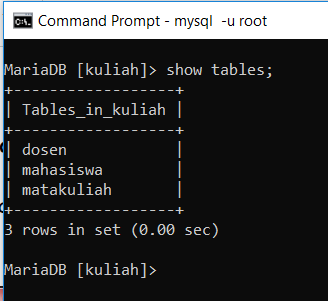 Command Prompt - mysql  -u root
MariaDB [kuliah]> show tables;
+------------------+
| Tables_in_kuliah |
+------------------+
| dosen            |
| mahasiswa        |
| matakuliah       |
+------------------+
3 rows in set (0.00 sec)
MariaDB [kuliah]>